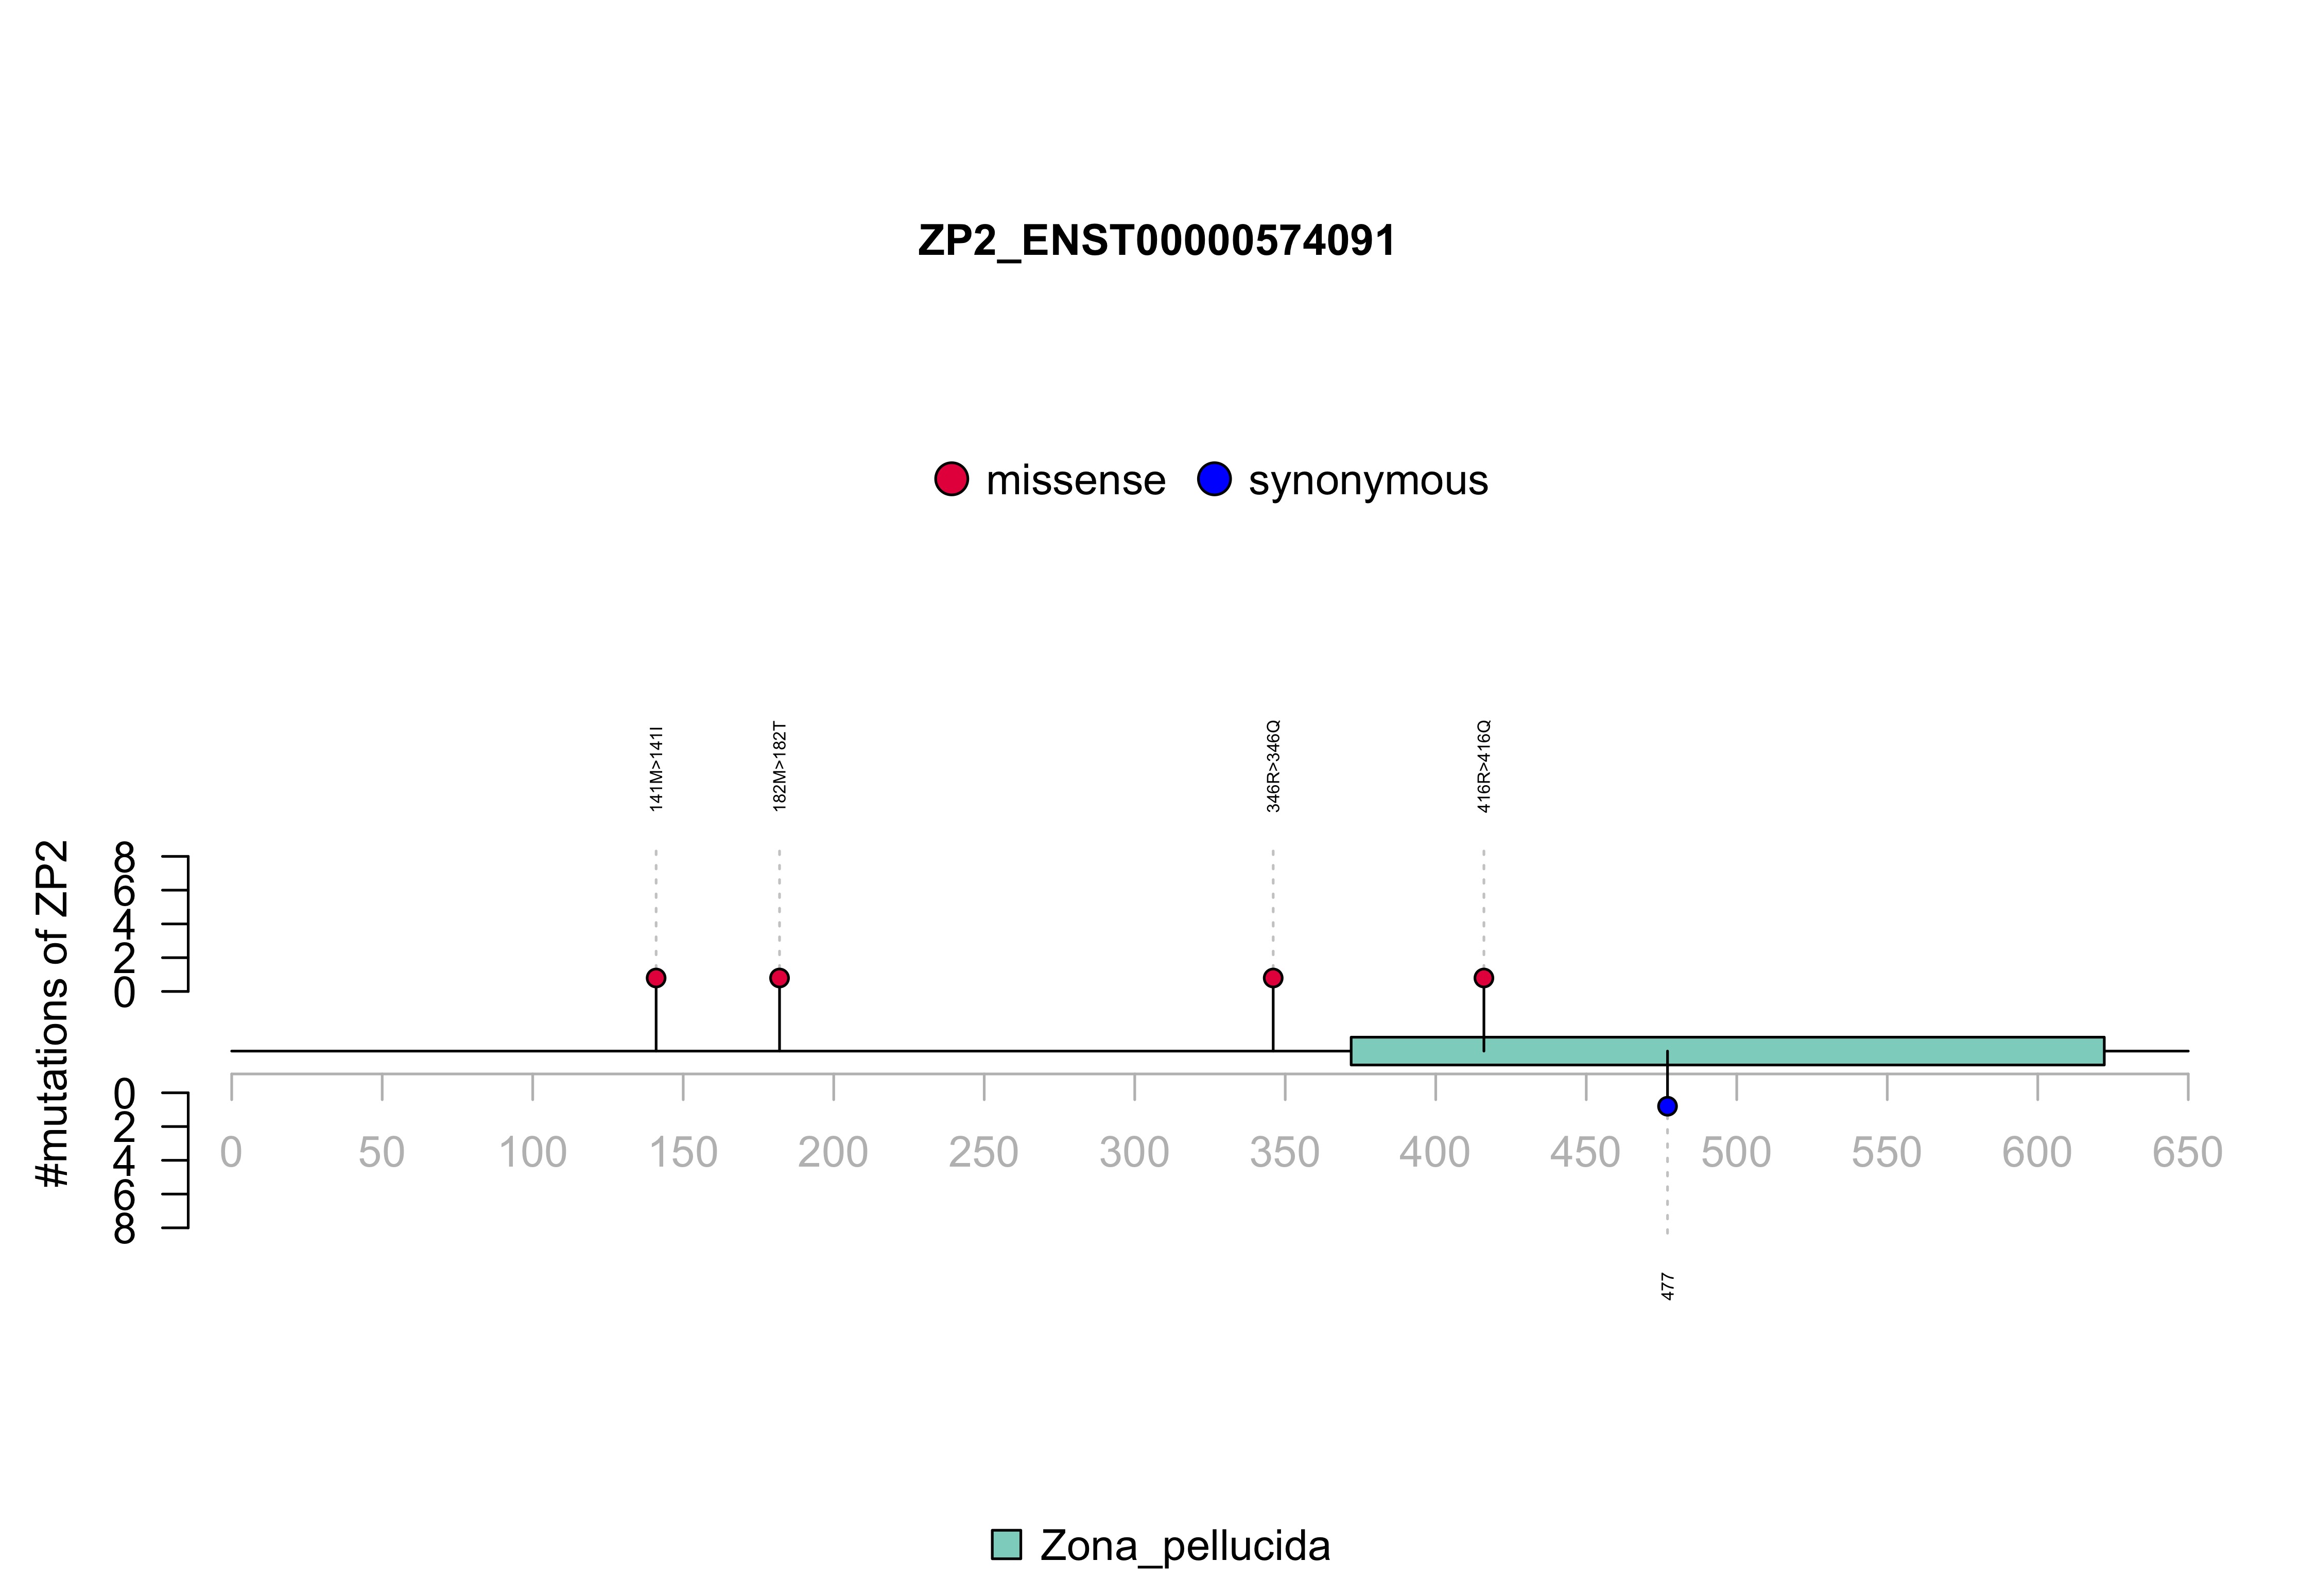 ZP2_ENST00000574091
missense synonymous
141M>141I
182M>182T
346R>346Q
416R>416Q
#mutations of ZP2
8
6
4
2
0
0
2
4
6
8
0 50 100 150 200 250 300 350 400 450 500 550 600 650
477
Zona_pellucida